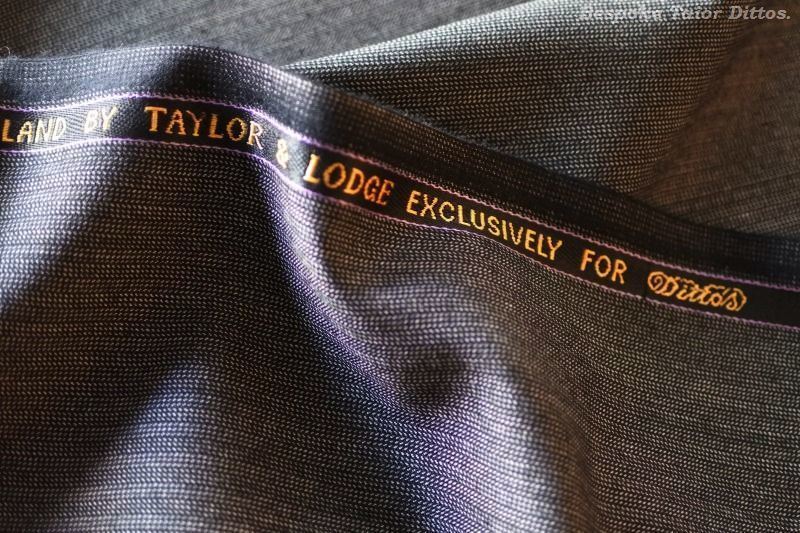 Bespoke Tailor Dittos.
LAND BY TAYLOR & LODGE EXCLUSIVELY FOR Dittos